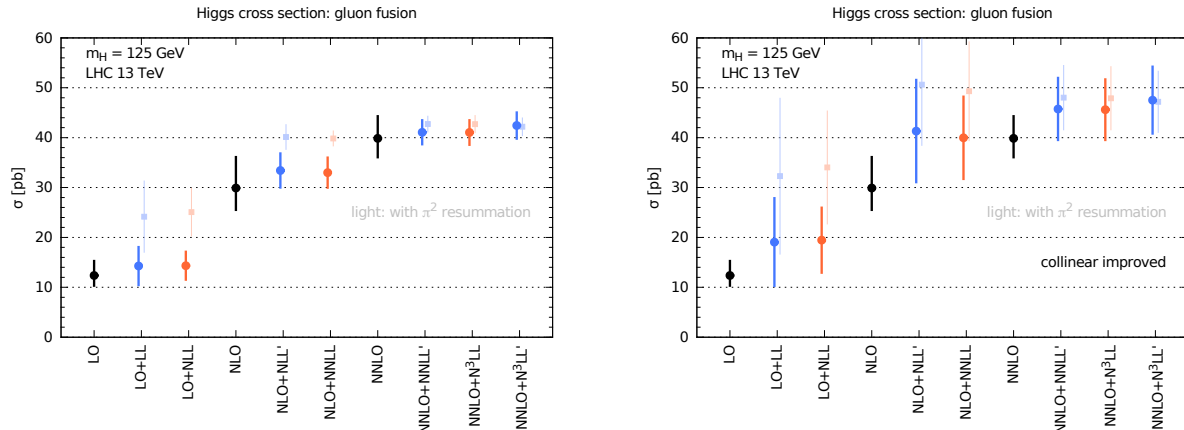 Higgs cross section: gluon fusion
m_H = 125 GeV
LHC 13 TeV
light: with π² resummation
σ [pb]
60
50
40
30
20
10
0
LO
LO+LL
LO+NLL
NLO
NLO+NLL'
NLO+NNLL
NNLO
NNLO+NNLL'
NNLO+N³LL
NNLO+N³LL'
Higgs cross section: gluon fusion
m_H = 125 GeV
LHC 13 TeV
light: with π² resummation
collinear improved
σ [pb]
60
50
40
30
20
10
0
LO
LO+LL
LO+NLL
NLO
NLO+NLL'
NLO+NNLL
NNLO
NNLO+NNLL'
NNLO+N³LL
NNLO+N³LL'